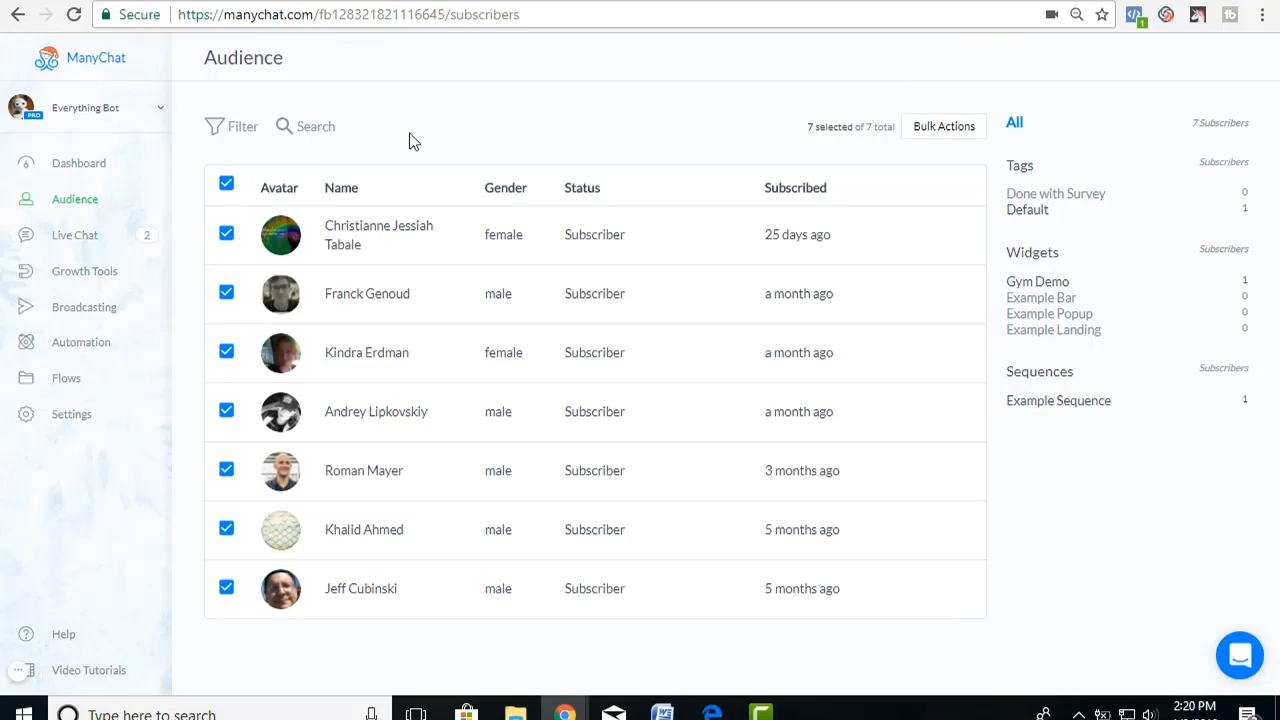 Secure
https://manychat.com/fb128321821116645/subscribers
1
ManyChat
Audience
Everything Bot
PRO
Filter
Search
7 selected of 7 total
Bulk Actions
All
7 Subscribers
Dashboard
Audience
Live Chat
2
Growth Tools
Broadcasting
Automation
Flows
Settings
Help
Video Tutorials
Avatar Name Gender Status Subscribed
Christianne Jessiah
Tabale
female Subscriber 25 days ago
Franck Genoud male Subscriber a month ago
Kindra Erdman female Subscriber a month ago
Andrey Lipkovskiy male Subscriber a month ago
Roman Mayer male Subscriber 3 months ago
Khalid Ahmed male Subscriber 5 months ago
Jeff Cubinski male Subscriber 5 months ago
Tags Subscribers
Done with Survey 0
Default 1
Widgets Subscribers
Gym Demo 1
Example Bar 0
Example Popup 0
Example Landing 0
Sequences Subscribers
Example Sequence 1
Type here to search
2:20 PM